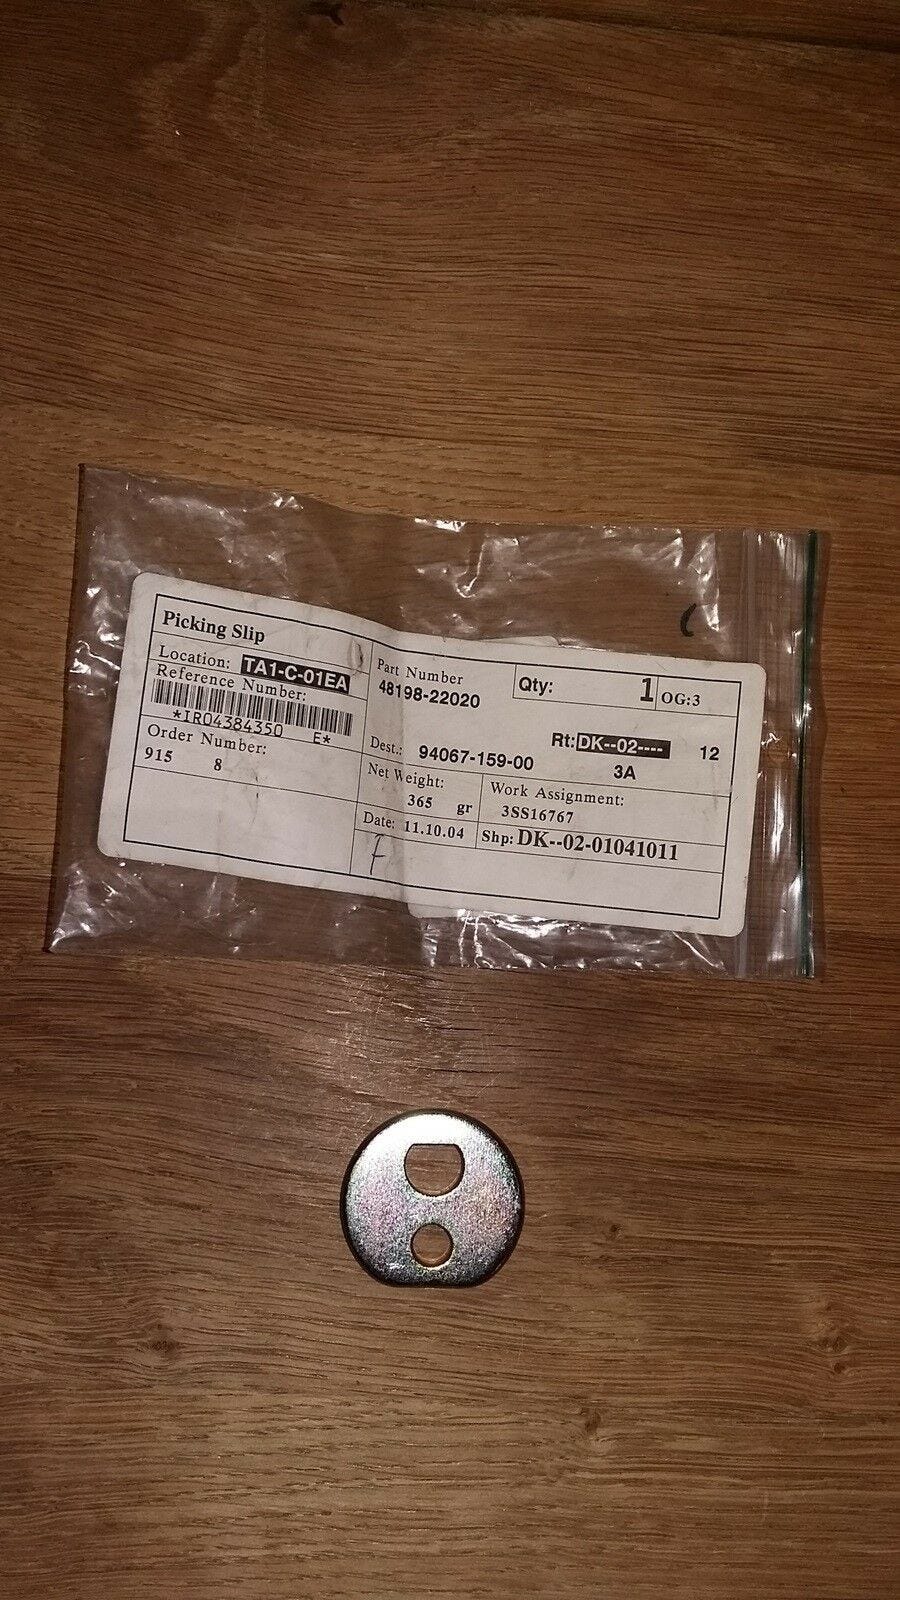 Picking Slip
Location: TA1-C-01EA
Reference Number:
*IR04384350 E*
Order Number:
915 8
Part Number
48198-22020
Qty: 1 OG:3
Rt: DK--02---- 12
Dest.: 94067-159-00 3A
Net Weight:
365 gr
Work Assignment:
3SS16767
Date: 11.10.04
Shp: DK--02-01041011
F